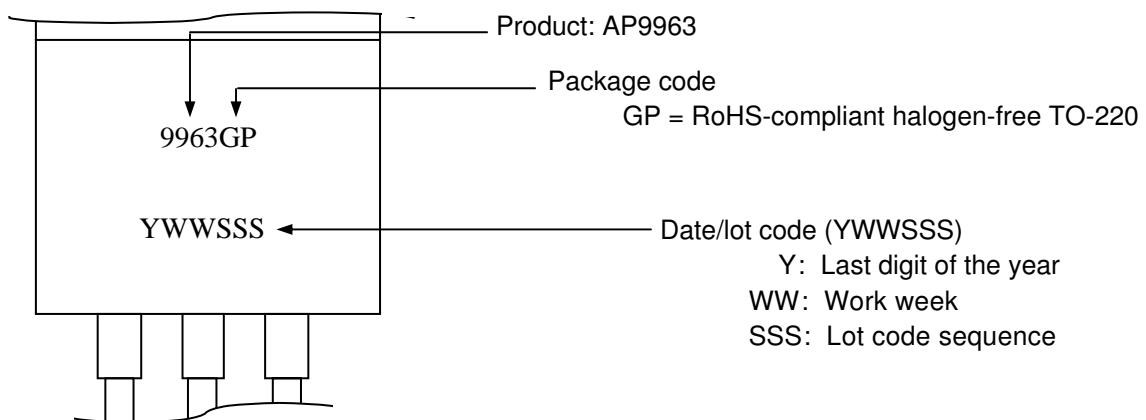 Product: AP9963
Package code
GP = RoHS-compliant halogen-free TO-220
9963GP
YWWSSS
Date/lot code (YWWSSS)
Y: Last digit of the year
WW: Work week
SSS: Lot code sequence